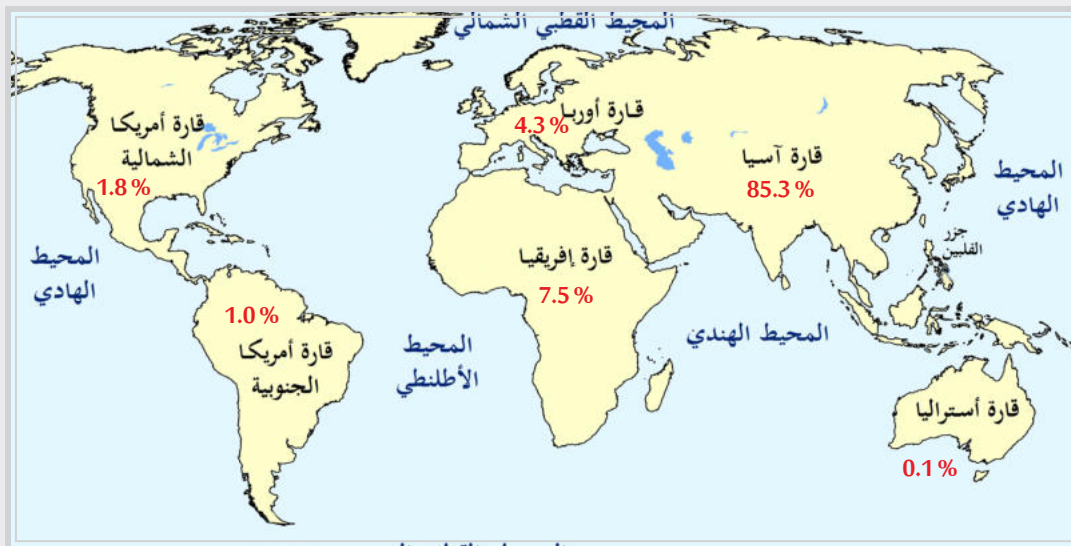 المحيط القطبي الشمالي
قارة أمريكا
الشمالية
1.8 %
قارة أوربا
4.3 %
قارة آسيا
85.3 %
المحيط
الهادي
جزر
الفلبين
المحيط
الهادي
قارة إفريقيا
7.5 %
1.0 %
قارة أمريكا
الجنوبية
المحيط
الأطلنطي
المحيط الهندي
قارة أستراليا
0.1 %